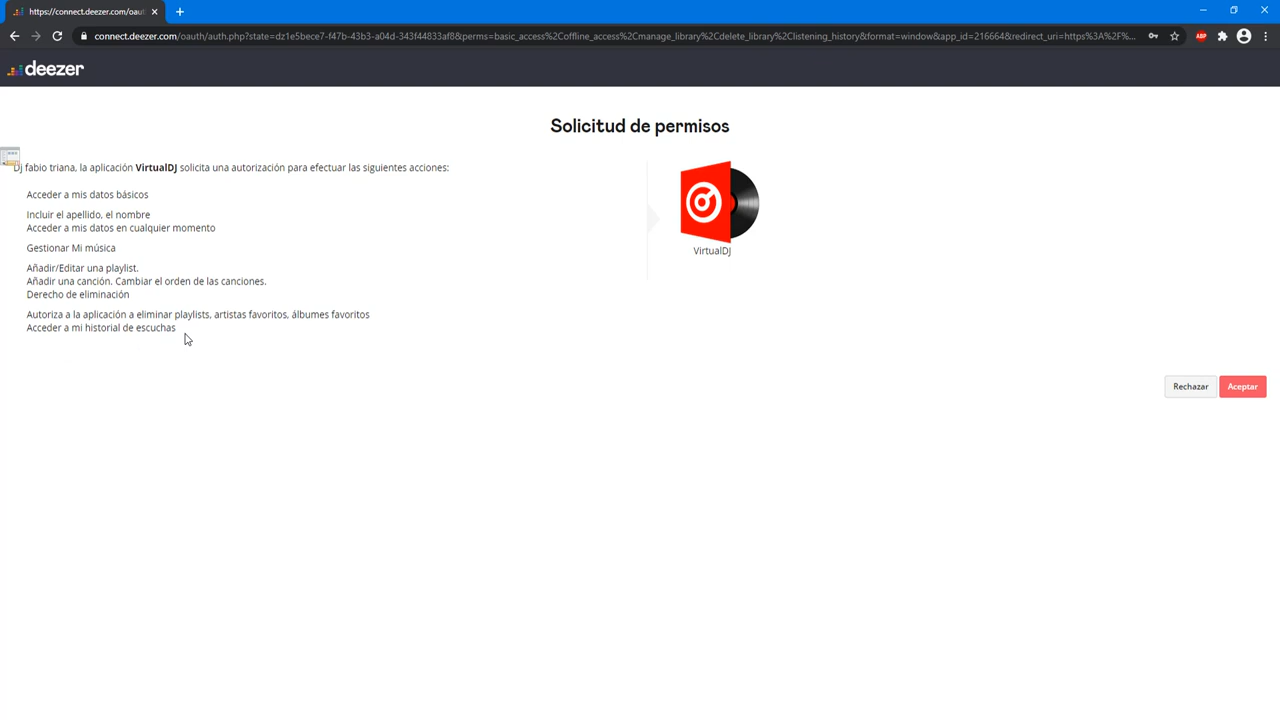 https://connect.deezer.com/oaut
connect.deezer.com/oauth/auth.php?state=dz1e5bece7-f47b-43b3-a04d-343f44833af8&perms=basic_access%2Coffline_access%2Cmanage_library%2Cdelete_library%2Clistening_history&format=window&app_id=216664&redirect_uri=https%3A%2F%...
ABP
deezer
Solicitud de permisos
Dj fabio triana, la aplicación VirtualDJ solicita una autorización para efectuar las siguientes acciones:
Acceder a mis datos básicos
Incluir el apellido, el nombre
Acceder a mis datos en cualquier momento
Gestionar Mi música
Añadir/Editar una playlist.
Añadir una canción. Cambiar el orden de las canciones.
Derecho de eliminación
Autoriza a la aplicación a eliminar playlists, artistas favoritos, álbumes favoritos
Acceder a mi historial de escuchas
VirtualDJ
Rechazar Aceptar